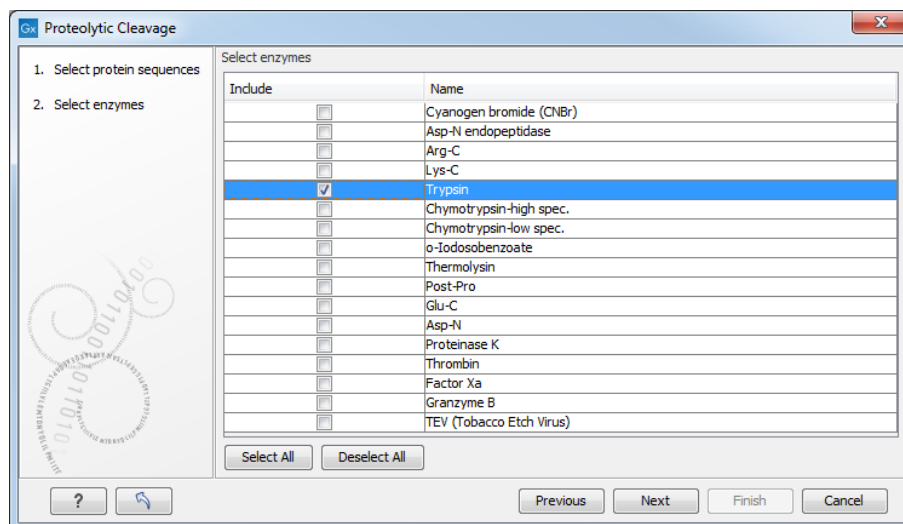 Gx Proteolytic Cleavage X
1. Select protein sequences
2. Select enzymes
Select enzymes
Include Name
Cyanogen bromide (CNBr)
Asp-N endopeptidase
Arg-C
Lys-C
Trypsin
Chymotrypsin-high spec.
Chymotrypsin-low spec.
o-Iodosobenzoate
Thermolysin
Post-Pro
Glu-C
Asp-N
Proteinase K
Thrombin
Factor Xa
Granzyme B
TEV (Tobacco Etch Virus)
Select All Deselect All
? Previous Next Finish Cancel